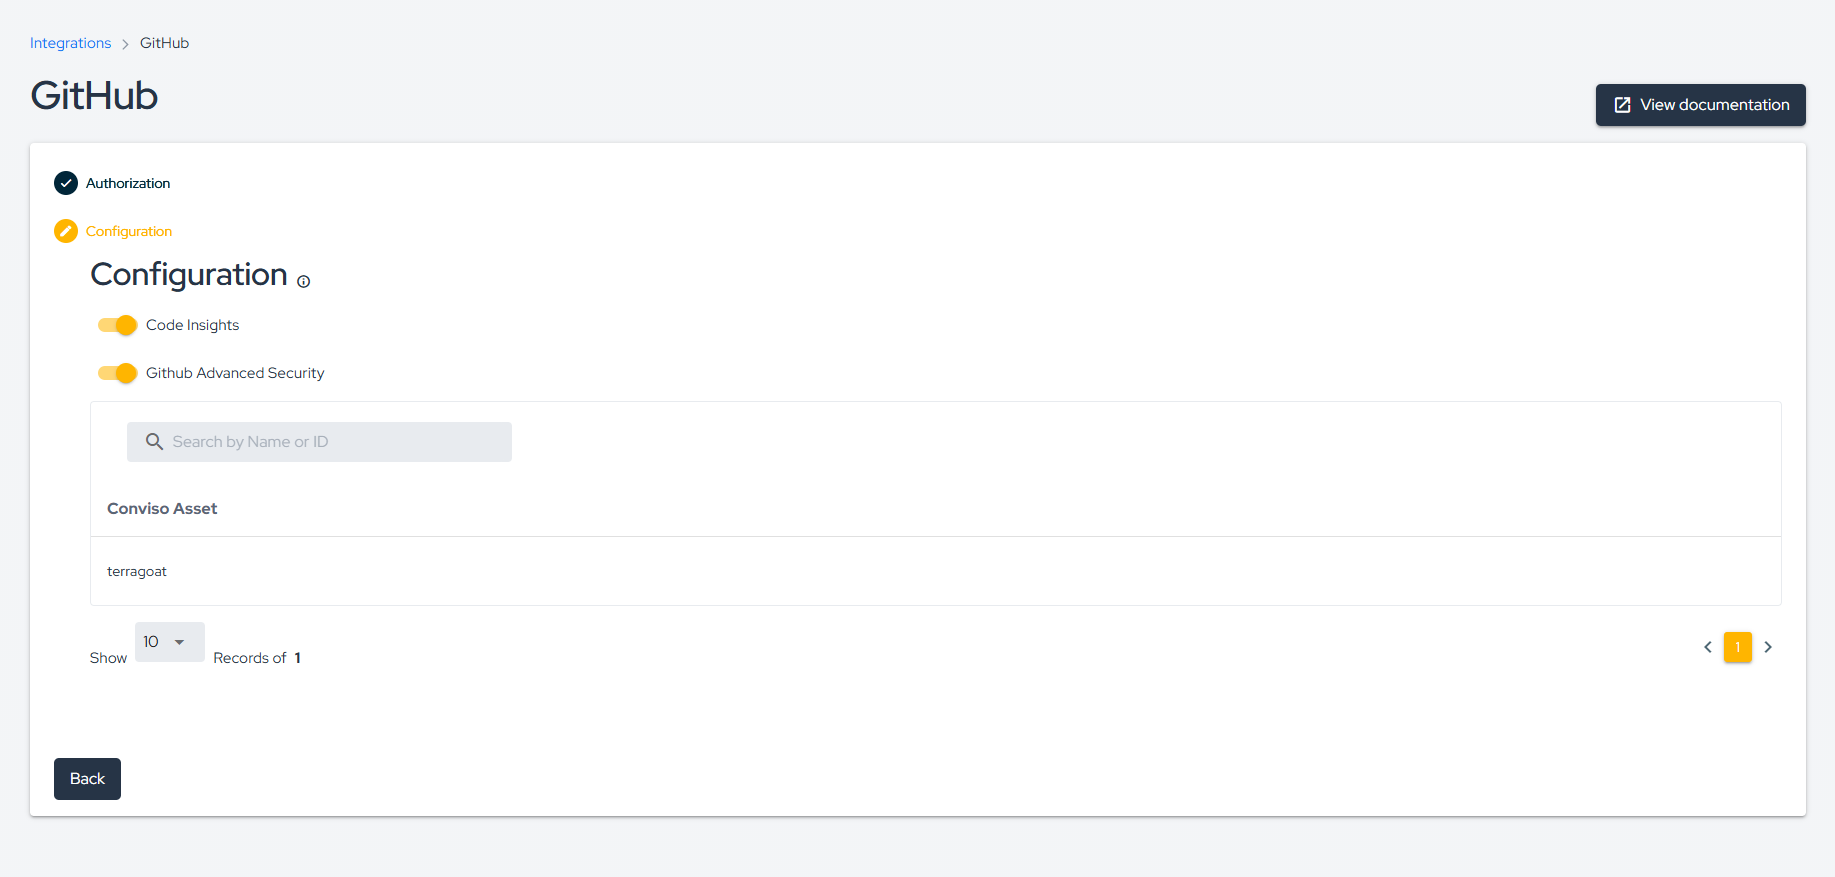 Integrations > GitHub
GitHub
View documentation
Authorization
Configuration
Configuration
Code Insights
Github Advanced Security
Search by Name or ID
Conviso Asset
terragoat
Show 10 Records of 1
1
Back